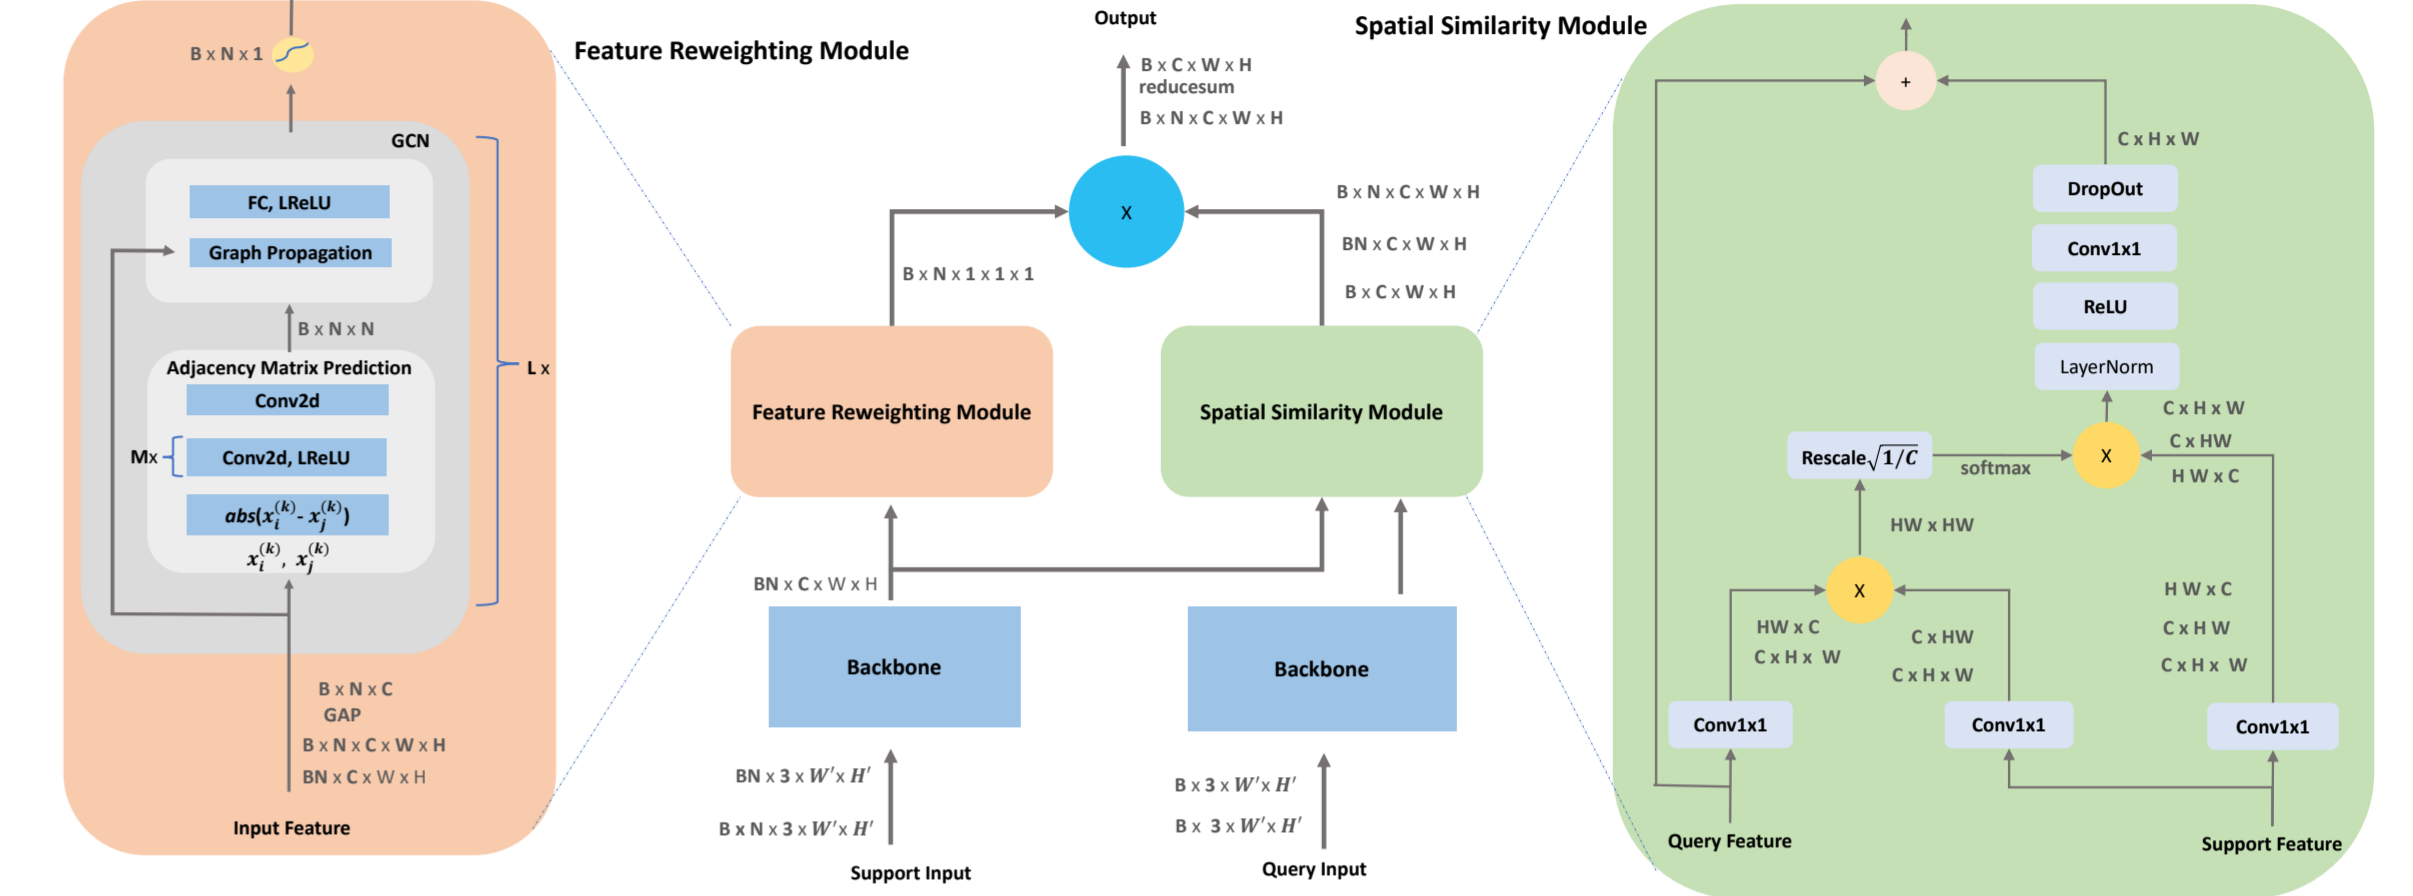 B x N x 1
GCN
FC, LReLU
Graph Propagation
B x N x N
L x
Adjacency Matrix Prediction
Conv2d
Mx
Conv2d, LReLU
abs(x_i^(k) - x_j^(k))
x_i^(k), x_j^(k)
B x N x C
GAP
B x N x C x W x H
BN x C x W x H
Input Feature
Feature Reweighting Module
Output
B x C x W x H
reducesum
B x N x C x W x H
X
B x N x 1 x 1 x 1
B x N x C x W x H
BN x C x W x H
B x C x W x H
Feature Reweighting Module
Spatial Similarity Module
BN x C x W x H
Backbone
Backbone
BN x 3 x W′x H′
B x N x 3 x W′x H′
Support Input
B x 3 x W′x H′
B x 3 x W′x H′
Query Input
Spatial Similarity Module
+
C x H x W
DropOut
Conv1x1
ReLU
LayerNorm
C x H x W
C x HW
H W x C
Rescale√1/C
softmax
X
HW x HW
X
HW x C
C x H x W
C x HW
C x H x W
H W x C
C x H W
C x H x W
Conv1x1
Conv1x1
Conv1x1
Query Feature
Support Feature